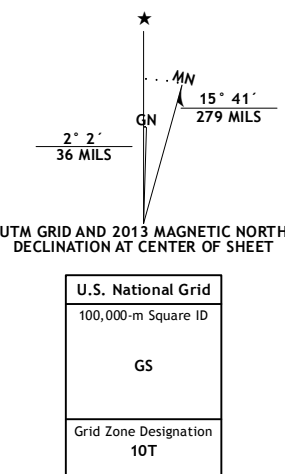 ★
MN
GN
15° 41´
279 MILS
2° 2´
36 MILS
UTM GRID AND 2013 MAGNETIC NORTH
DECLINATION AT CENTER OF SHEET
U.S. National Grid
100,000-m Square ID
GS
Grid Zone Designation
10T